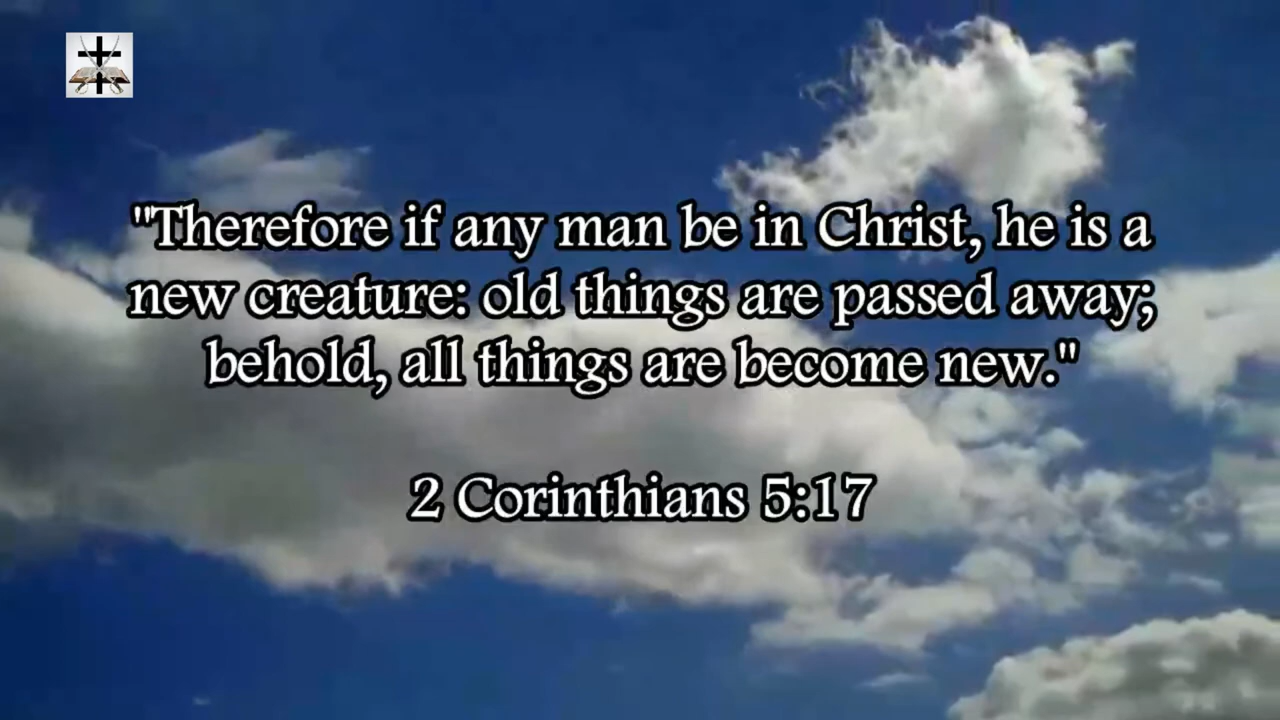 "Therefore if any man be in Christ, he is a
new creature: old things are passed away;
behold, all things are become new."
2 Corinthians 5:17